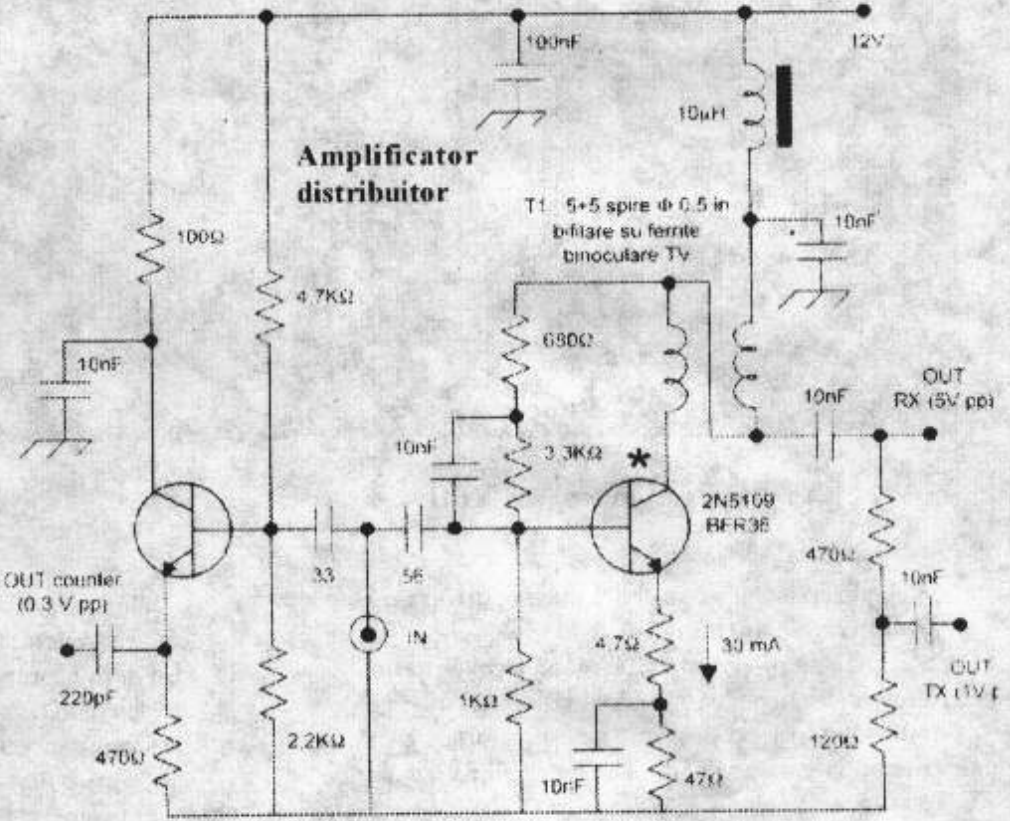 100nF
12V
10µH
Amplificator
distribuitor
T1 5+5 spire Φ 0.5 in
bifilare su ferrite
binoculare TV
10nF
100Ω
4.7KΩ
680Ω
10nF
OUT
RX (5V pp)
10nF
10nF
3.3KΩ
*
2N5109
BFR36
470Ω
33
56
OUT counter
(0.3 V pp)
10nF
IN
4.7Ω
30 mA
OUT
TX (1V p
220pF
1KΩ
470Ω
2.2KΩ
10nF
47Ω
120Ω